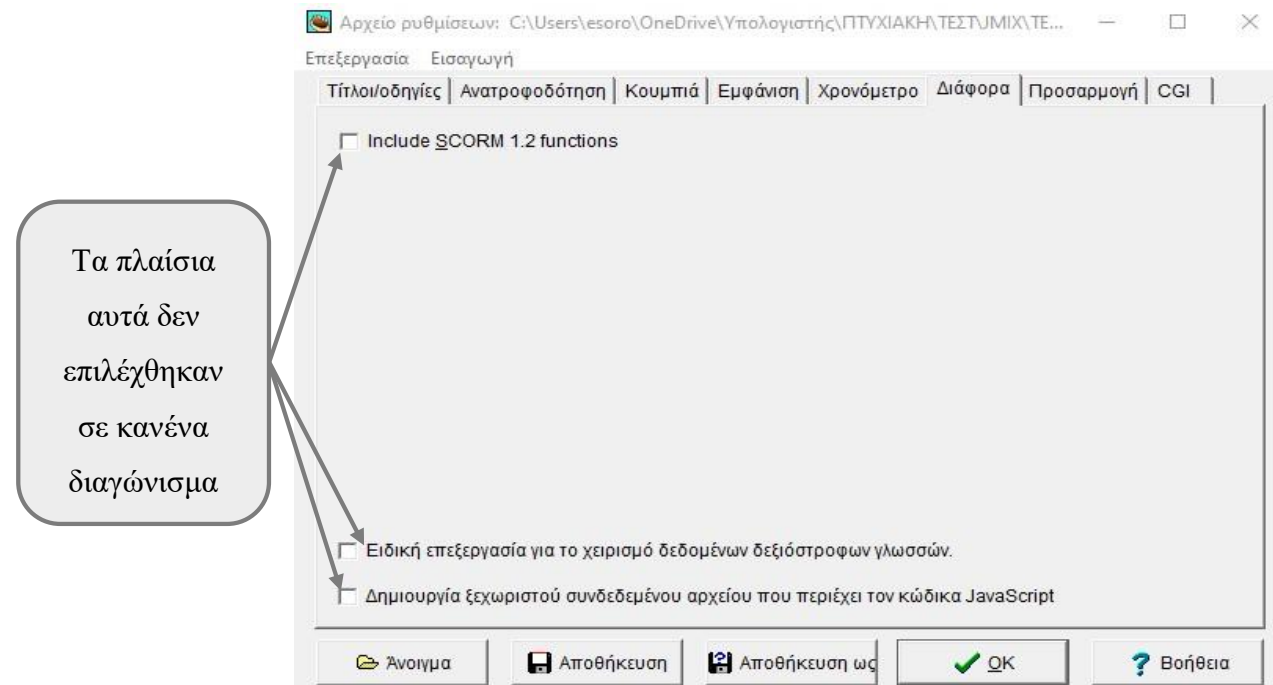 Αρχείο ρυθμίσεων: C:\Users\esoro\OneDrive\Υπολογιστής\ΠΤΥΧΙΑΚΗ\ΤΕΣΤ\JMIX\TE...
Επεξεργασία Εισαγωγή
Τίτλοι/οδηγίες Ανατροφοδότηση Κουμπιά Εμφάνιση Χρονόμετρο Διάφορα Προσαρμογή CGI
Include SCORM 1.2 functions
Τα πλαίσια
αυτά δεν
επιλέχθηκαν
σε κανένα
διαγώνισμα
Ειδική επεξεργασία για το χειρισμό δεδομένων δεξιόστροφων γλωσσών.
Δημιουργία ξεχωριστού συνδεδεμένου αρχείου που περιέχει τον κώδικα JavaScript
Άνοιγμα Αποθήκευση Αποθήκευση ως OK Βοήθεια